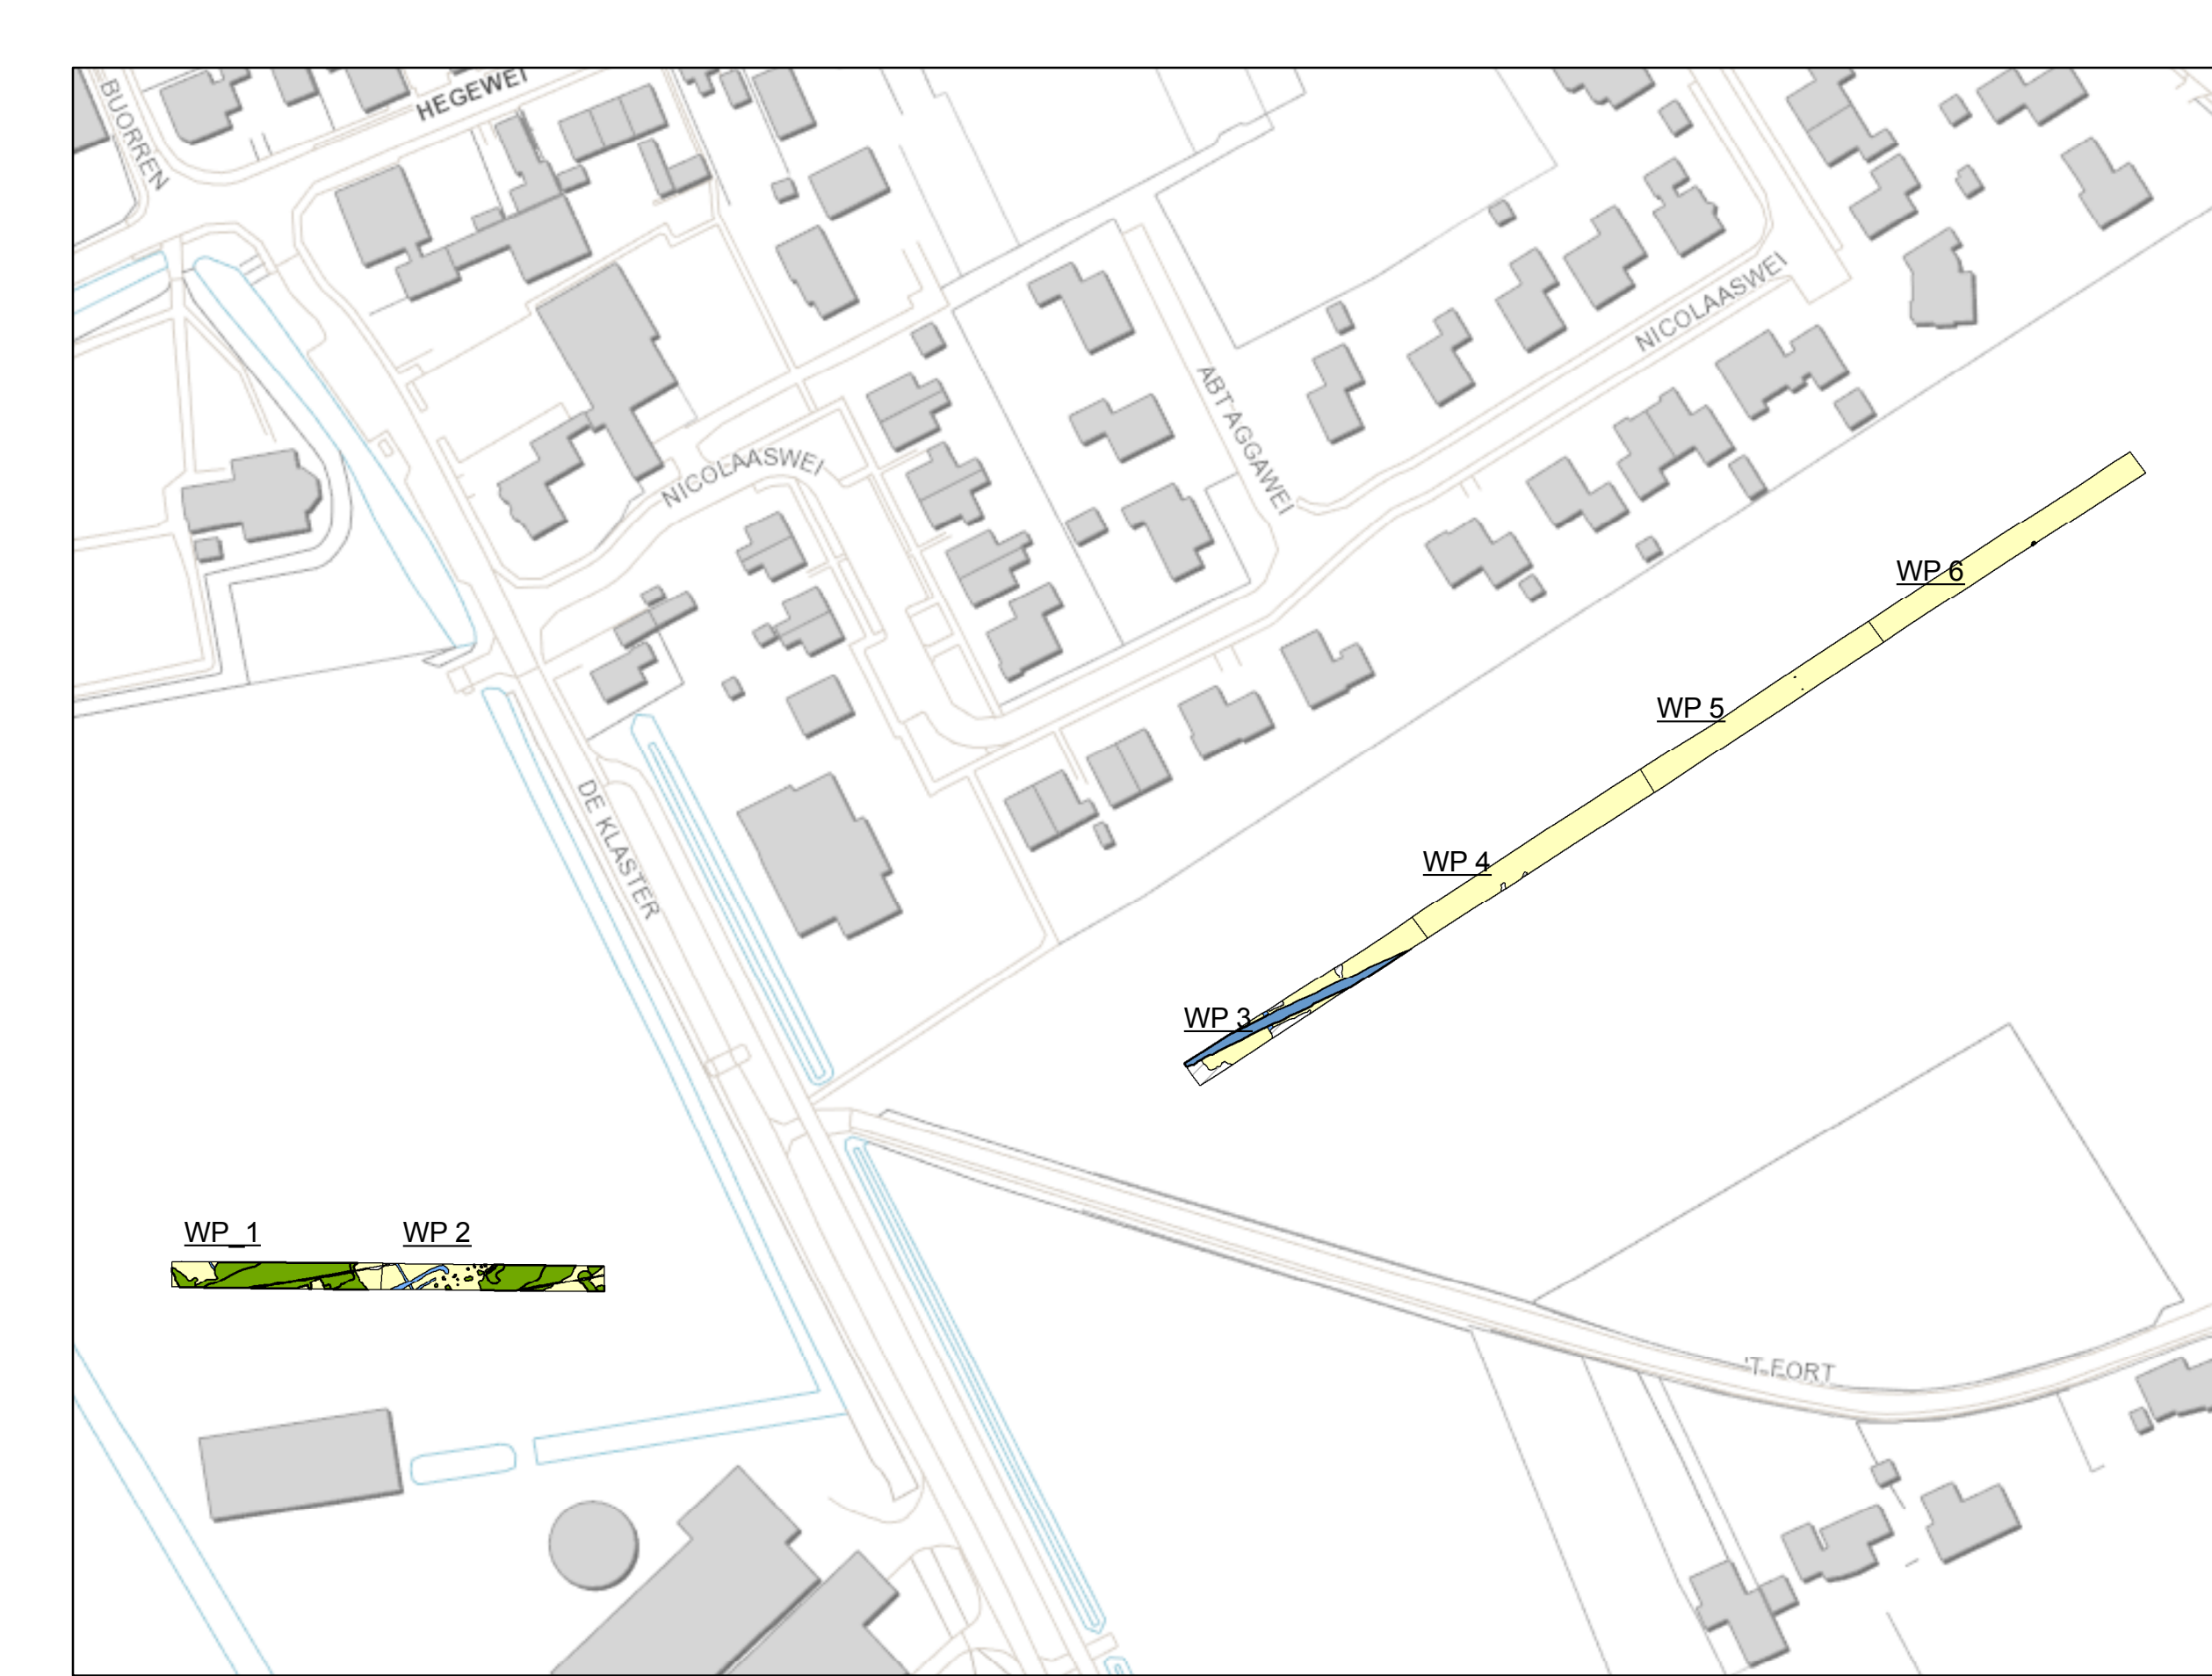 BUORREN
HEGEWEI
NICOLAASWEI
ABT AGGAWEI
NICOLAASWEI
WP 6
WP 5
DE KLASTER
WP 4
WP 3
WP_1
WP 2
'T FORT